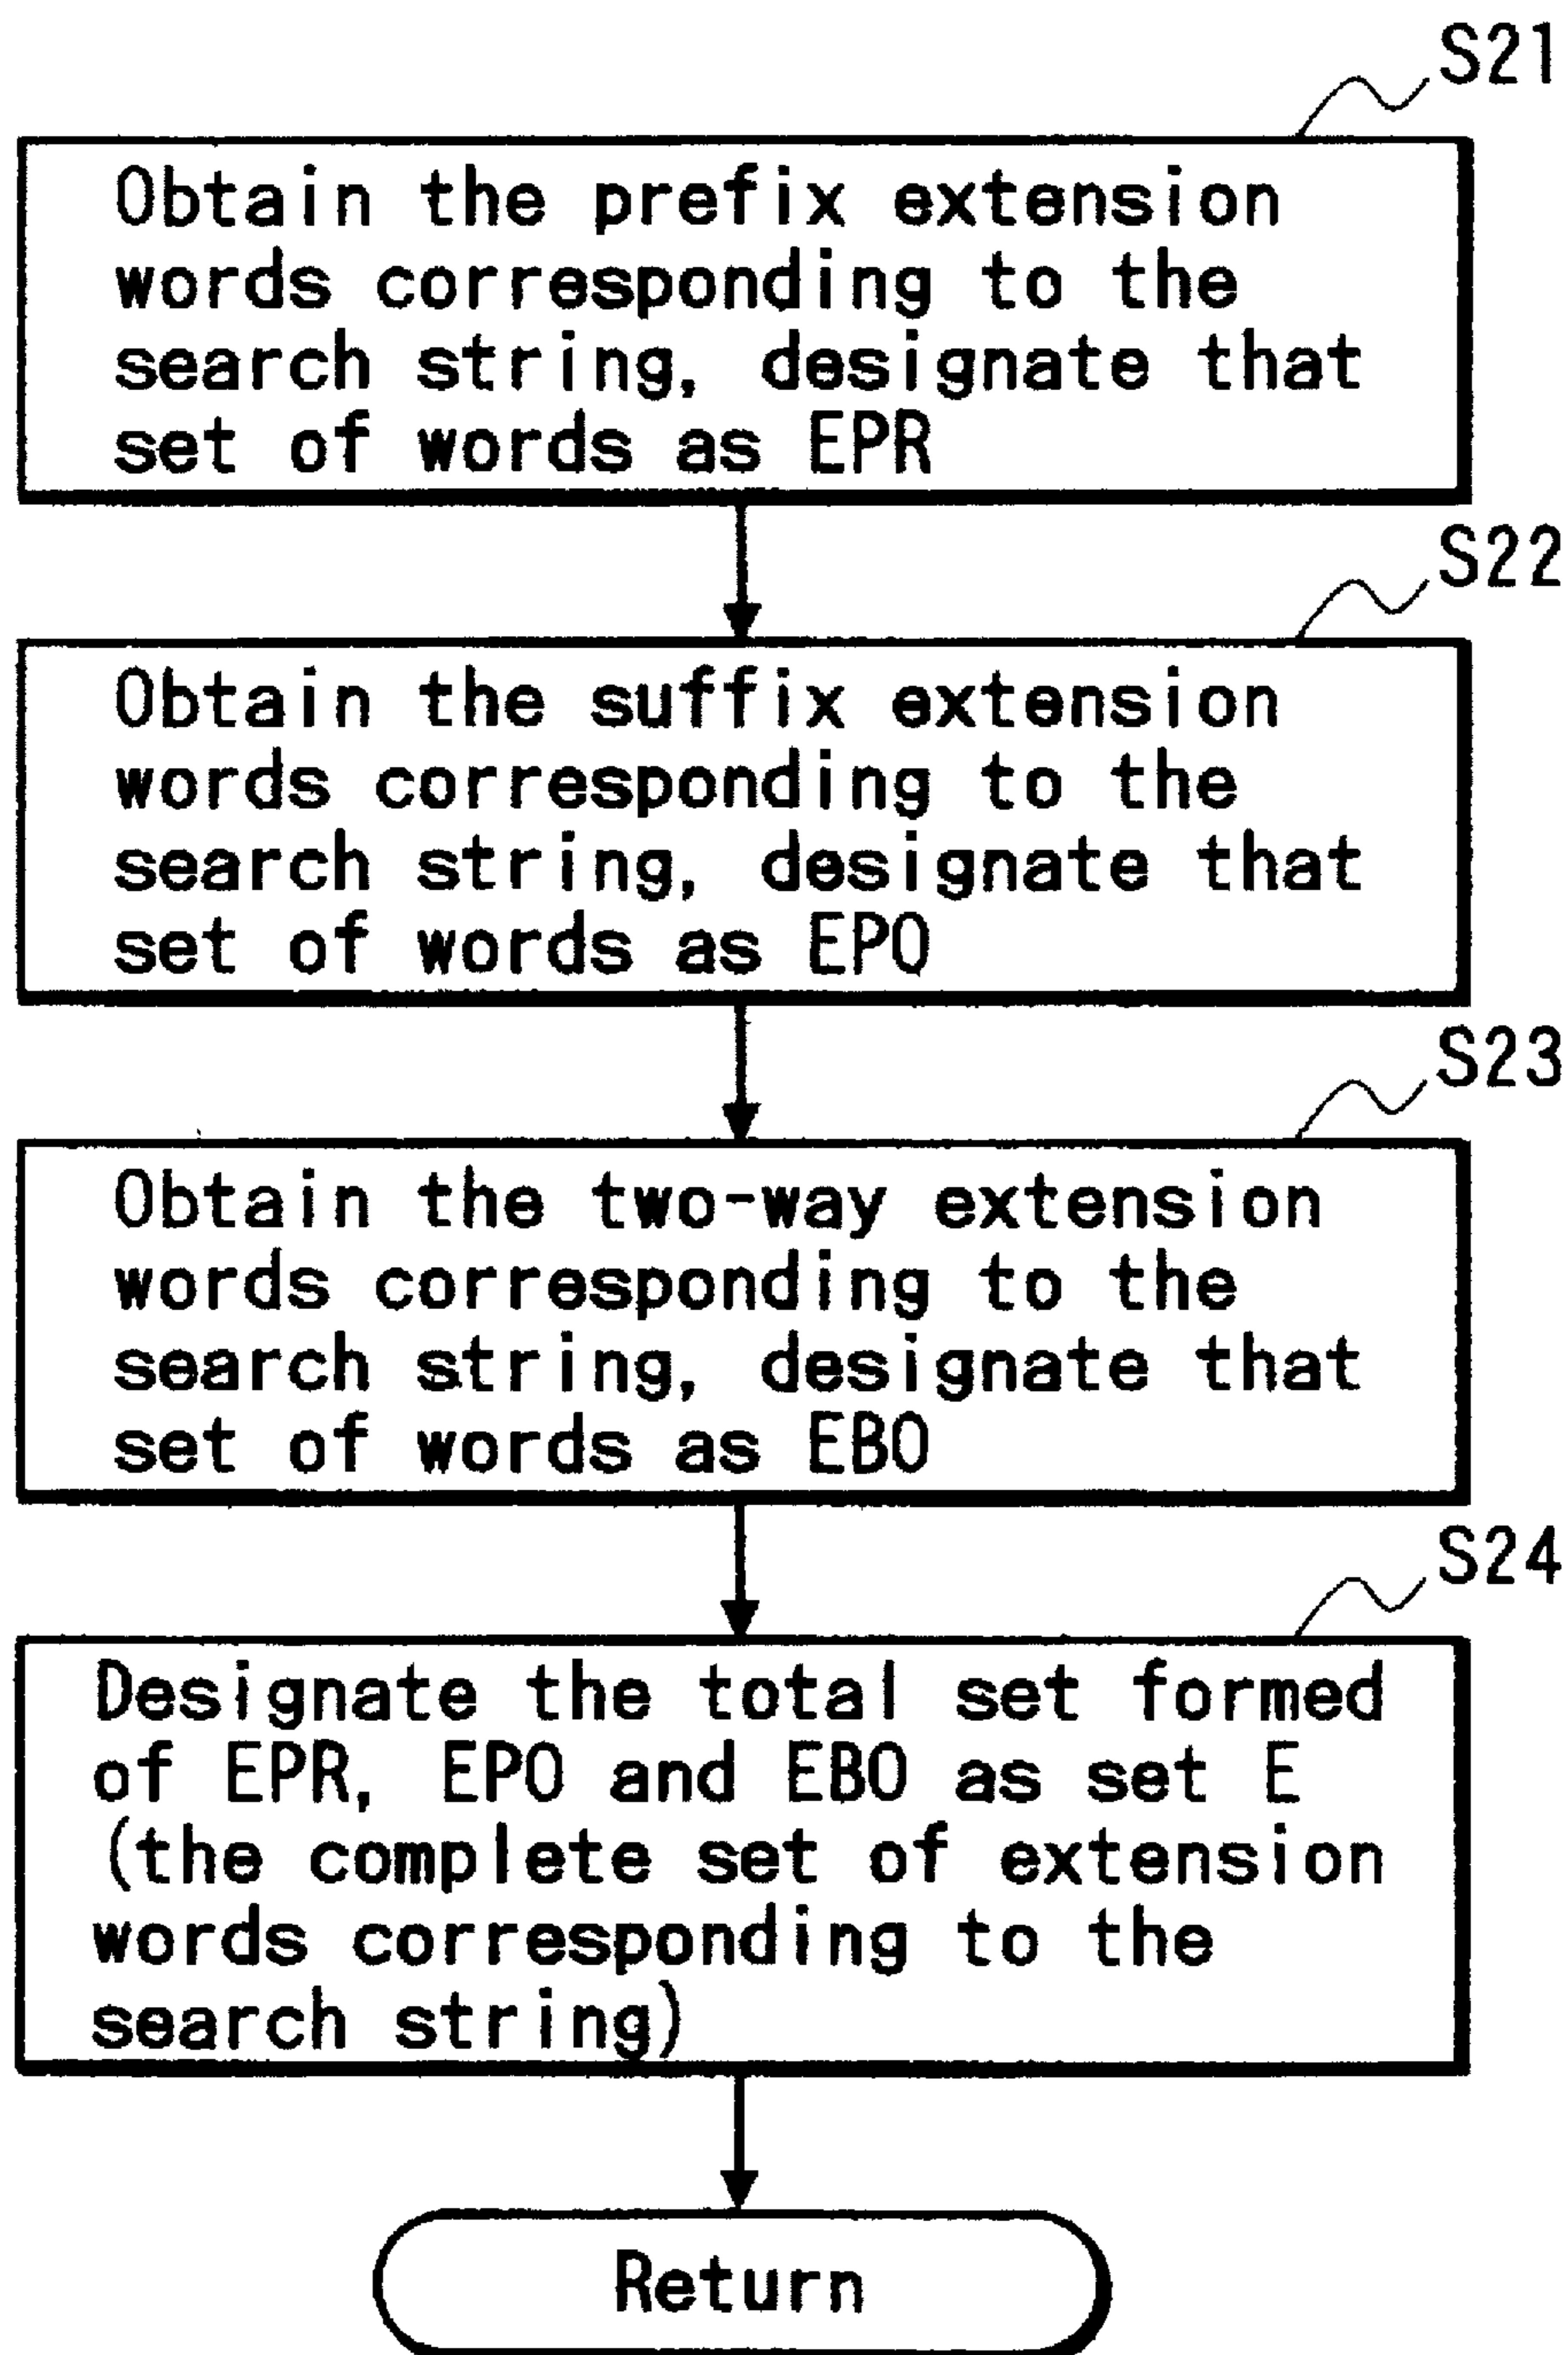 S21
Obtain the prefix extension
words corresponding to the
search string, designate that
set of words as EPR
S22
Obtain the suffix extension
words corresponding to the
search string, designate that
set of words as EPO
S23
Obtain the two-way extension
words corresponding to the
search string, designate that
set of words as EBO
S24
Designate the total set formed
of EPR, EPO and EBO as set E
(the complete set of extension
words corresponding to the
search string)
Return